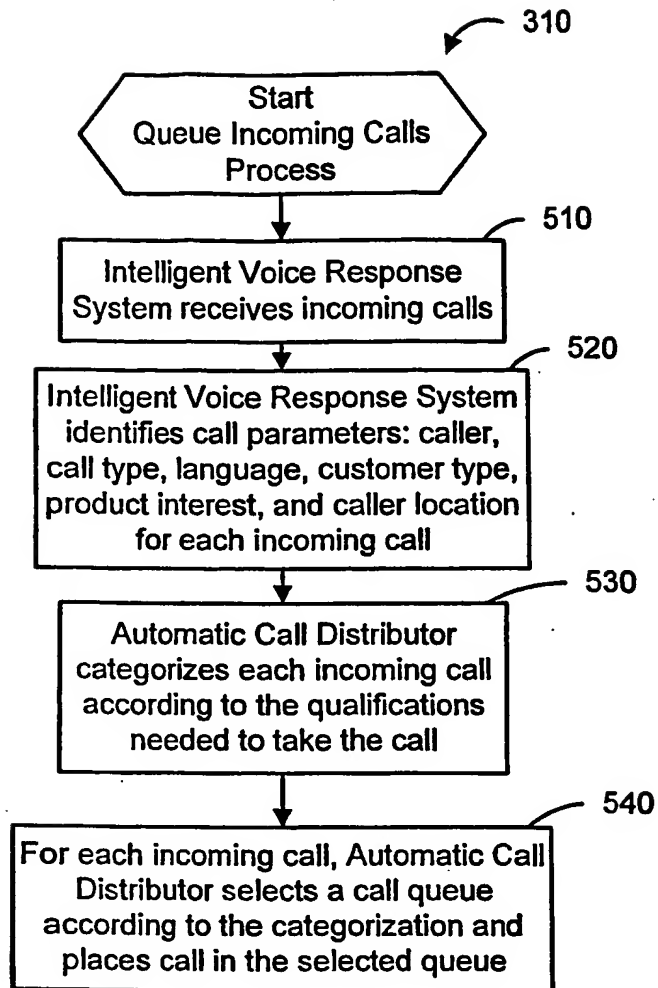 310
Start
Queue Incoming Calls
Process
510
Intelligent Voice Response
System receives incoming calls
520
Intelligent Voice Response System
identifies call parameters: caller,
call type, language, customer type,
product interest, and caller location
for each incoming call
530
Automatic Call Distributor
categorizes each incoming call
according to the qualifications
needed to take the call
540
For each incoming call, Automatic Call
Distributor selects a call queue
according to the categorization and
places call in the selected queue